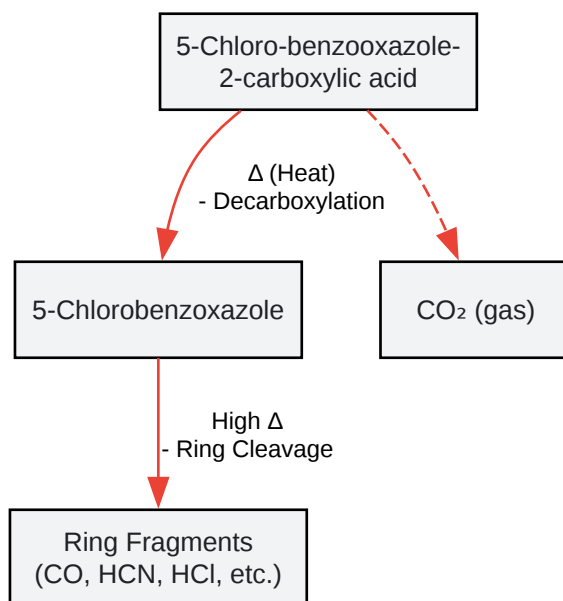 5-Chloro-benzooxazole-
2-carboxylic acid
Δ (Heat)
- Decarboxylation
5-Chlorobenzoxazole
CO₂ (gas)
High Δ
- Ring Cleavage
Ring Fragments
(CO, HCN, HCl, etc.)